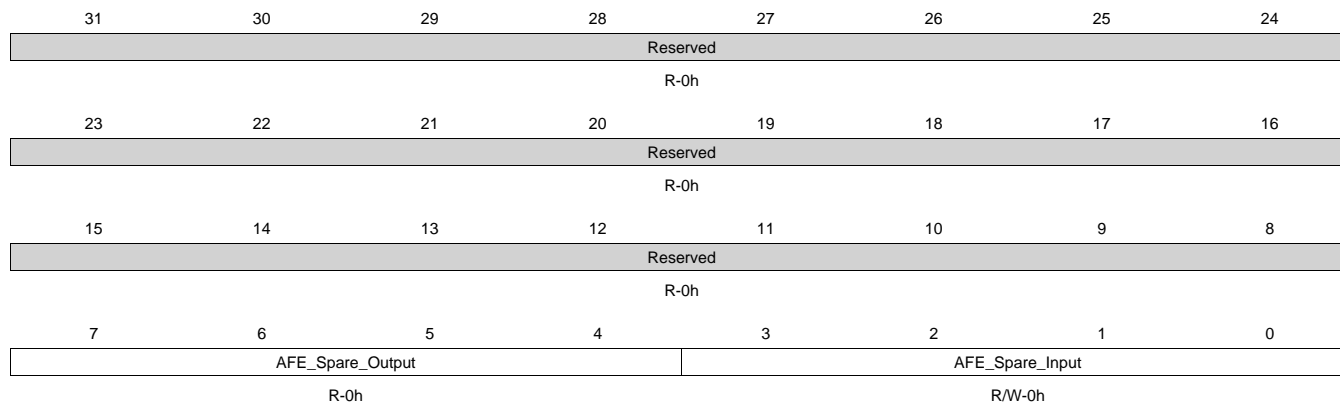 31 30 29 28 27 26 25 24
Reserved
R-0h
23 22 21 20 19 18 17 16
Reserved
R-0h
15 14 13 12 11 10 9 8
Reserved
R-0h
7 6 5 4 3 2 1 0
AFE_Spare_Output AFE_Spare_Input
R-0h R/W-0h